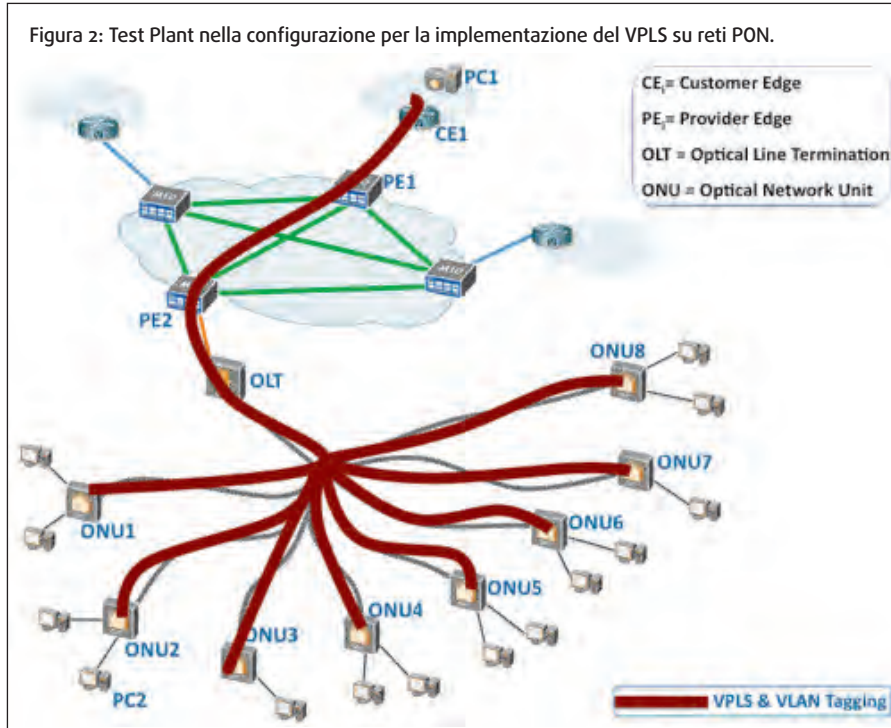 Figura 2: Test Plant nella configurazione per la implementazione del VPLS su reti PON.
PC1
CE1
PE1
PE2
OLT
CEi= Customer Edge
PEi= Provider Edge
OLT = Optical Line Termination
ONU = Optical Network Unit
ONU8
ONU7
ONU6
ONU5
ONU4
ONU3
ONU2
ONU1
PC2
VPLS & VLAN Tagging